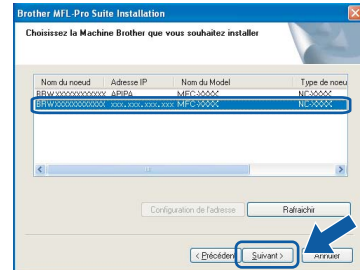 Brother MFL-Pro Suite Installation
Choisissez la Machine Brother que vous souhaitez installer
Nom du noeud Adresse IP Nom du Model Type de noeu
BRWXXXXXXXXXXXX APIPA MFC-XXXX NC-XXXX
BRWXXXXXXXXXXXX xxx.xxx.xxx.xxx MFC-XXXX NC-XXXX
Configuration de l'adresse Rafraichir
< Précéden Suivant > Annuler